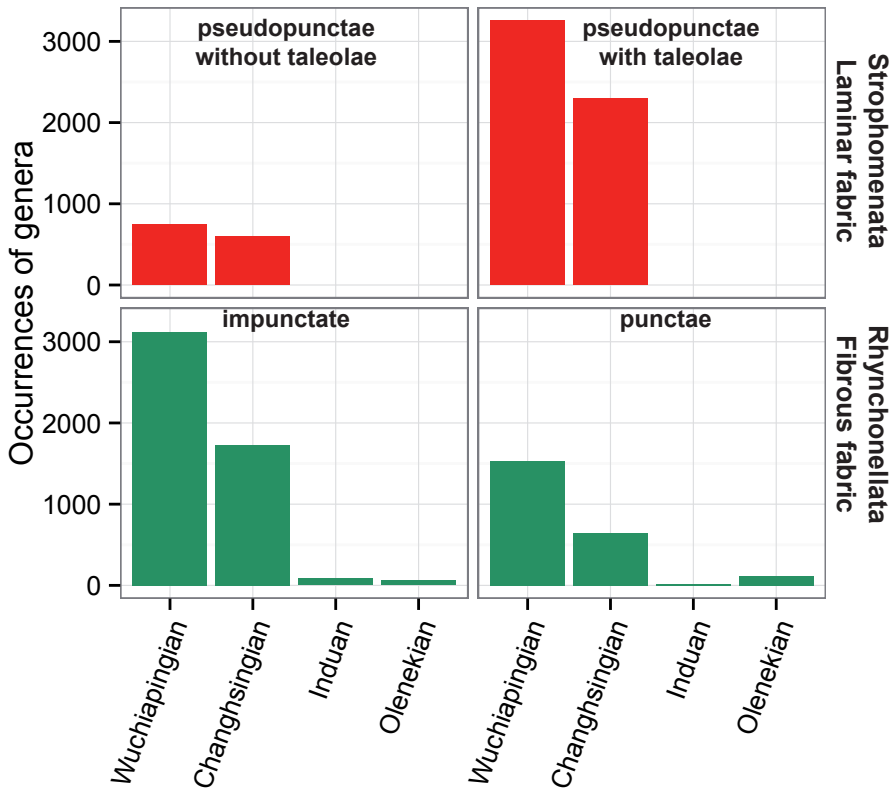 pseudopunctae
without taleolae
pseudopunctae
with taleolae
Strophomenata
Laminar fabric
Occurrences of genera
3000
2000
1000
0
impunctate
punctae
Rhynchonellata
Fibrous fabric
3000
2000
1000
0
Wuchiapingian
Changhsingian
Induan
Olenekian
Wuchiapingian
Changhsingian
Induan
Olenekian